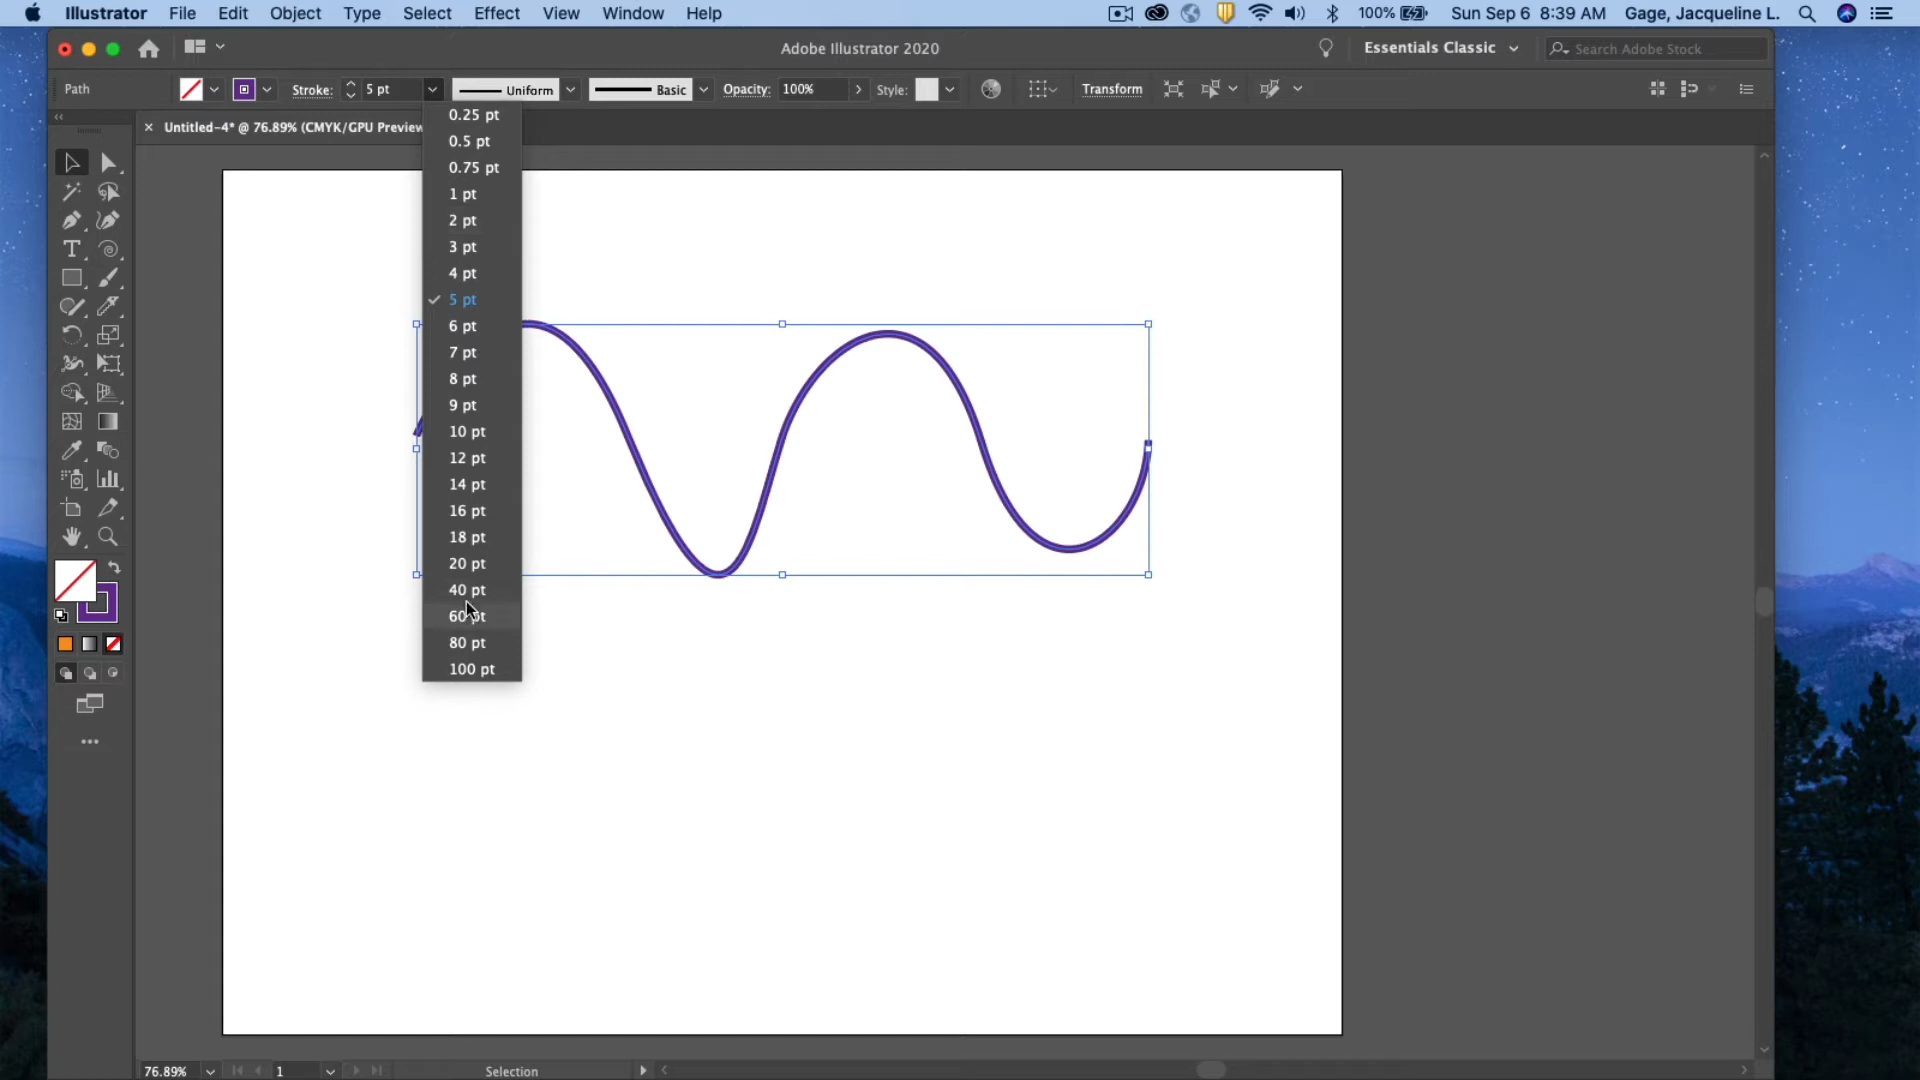 Illustrator File Edit Object Type Select Effect View Window Help 100% Sun Sep 6 8:39 AM Gage, Jacqueline L.
Adobe Illustrator 2020 Essentials Classic Search Adobe Stock
Path Stroke: 5 pt Uniform Basic Opacity: 100% Style: Transform
Untitled-4* @ 76.89% (CMYK/GPU Preview
0.25 pt
0.5 pt
0.75 pt
1 pt
2 pt
3 pt
4 pt
5 pt
6 pt
7 pt
8 pt
9 pt
10 pt
12 pt
14 pt
16 pt
18 pt
20 pt
40 pt
60 pt
80 pt
100 pt
76.89% 1 Selection